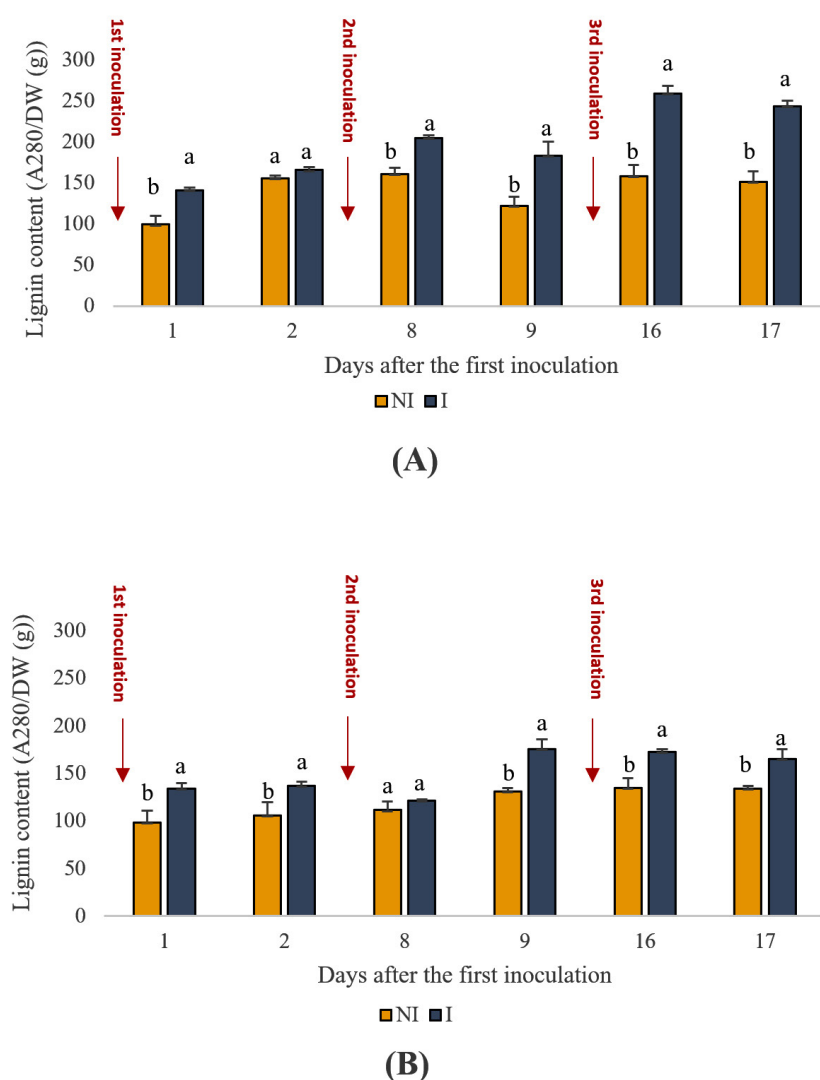 1st inoculation
2nd inoculation
3rd inoculation
Lignin content (A280/DW (g))
300
250
200
150
100
50
0
b a a a b a b a b a b a
1 2 8 9 16 17
Days after the first inoculation
NI I
(A)
1st inoculation
2nd inoculation
3rd inoculation
Lignin content (A280/DW (g))
300
250
200
150
100
50
0
b a b a a a b a b a b a
1 2 8 9 16 17
Days after the first inoculation
NI I
(B)